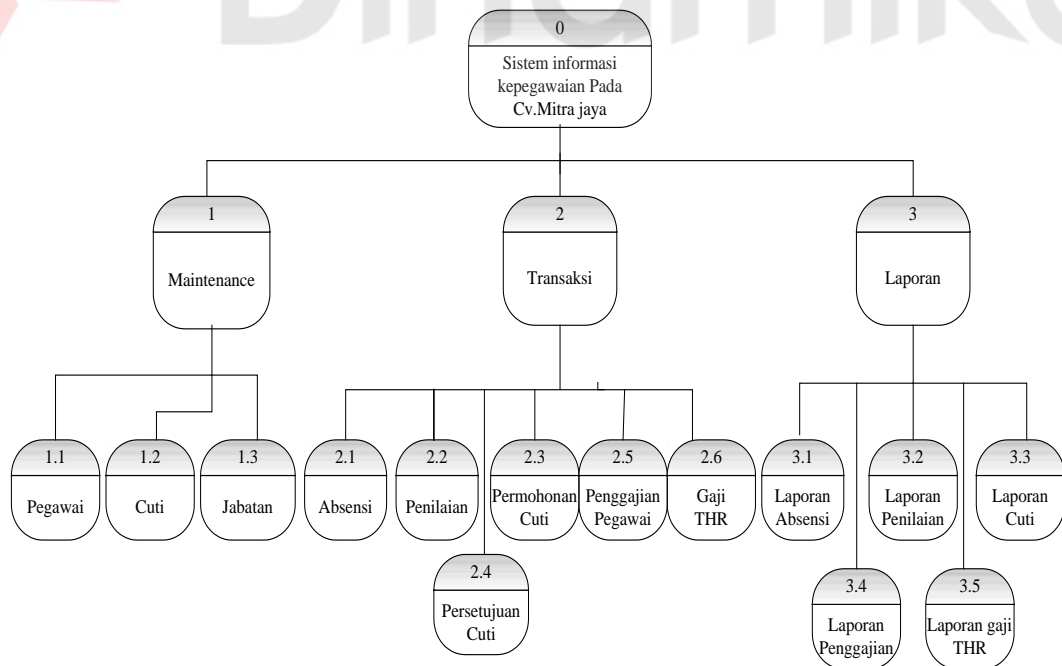 Dinamika
0
Sistem informasi
kepegawaian Pada
Cv.Mitra jaya
1
Maintenance
2
Transaksi
3
Laporan
1.1
Pegawai
1.2
Cuti
1.3
Jabatan
2.1
Absensi
2.2
Penilaian
2.3
Permohonan
Cuti
2.5
Penggajian
Pegawai
2.6
Gaji
THR
3.1
Laporan
Absensi
3.2
Laporan
Penilaian
3.3
Laporan
Cuti
2.4
Persetujuan
Cuti
3.4
Laporan
Penggajian
3.5
Laporan gaji
THR